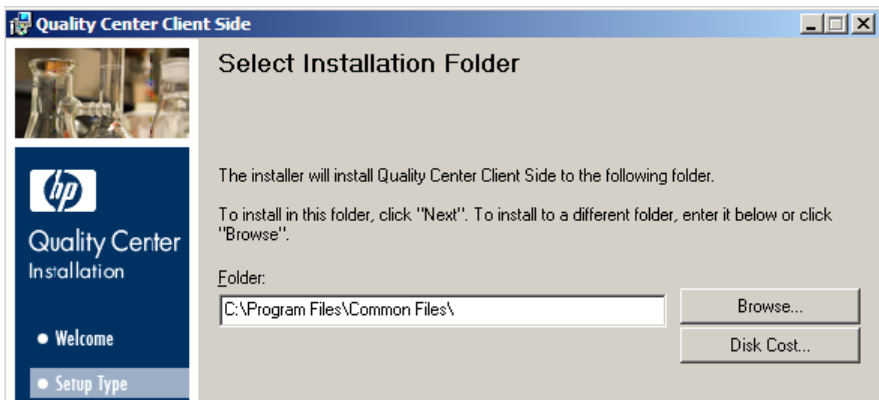 Quality Center Client Side
Select Installation Folder
The installer will install Quality Center Client Side to the following folder.
To install in this folder, click "Next". To install to a different folder, enter it below or click
"Browse".
Folder:
C:\Program Files\Common Files\
Browse...
Disk Cost...
hp
Quality Center
Installation
Welcome
Setup Type